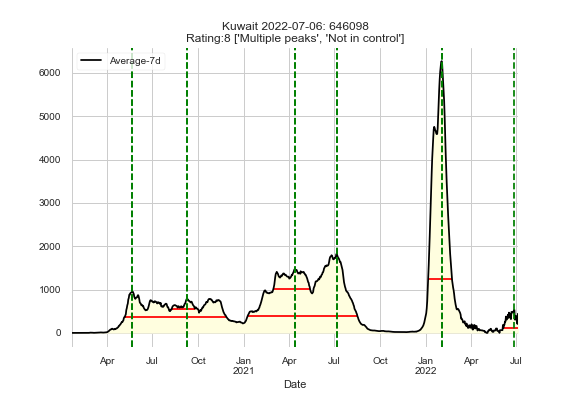 Kuwait 2022-07-06: 646098
Rating:8 ['Multiple peaks', 'Not in control']
Average-7d
6000
5000
4000
3000
2000
1000
0
Apr Jul Oct Jan Apr Jul Oct Jan Apr Jul
2021 2022
Date